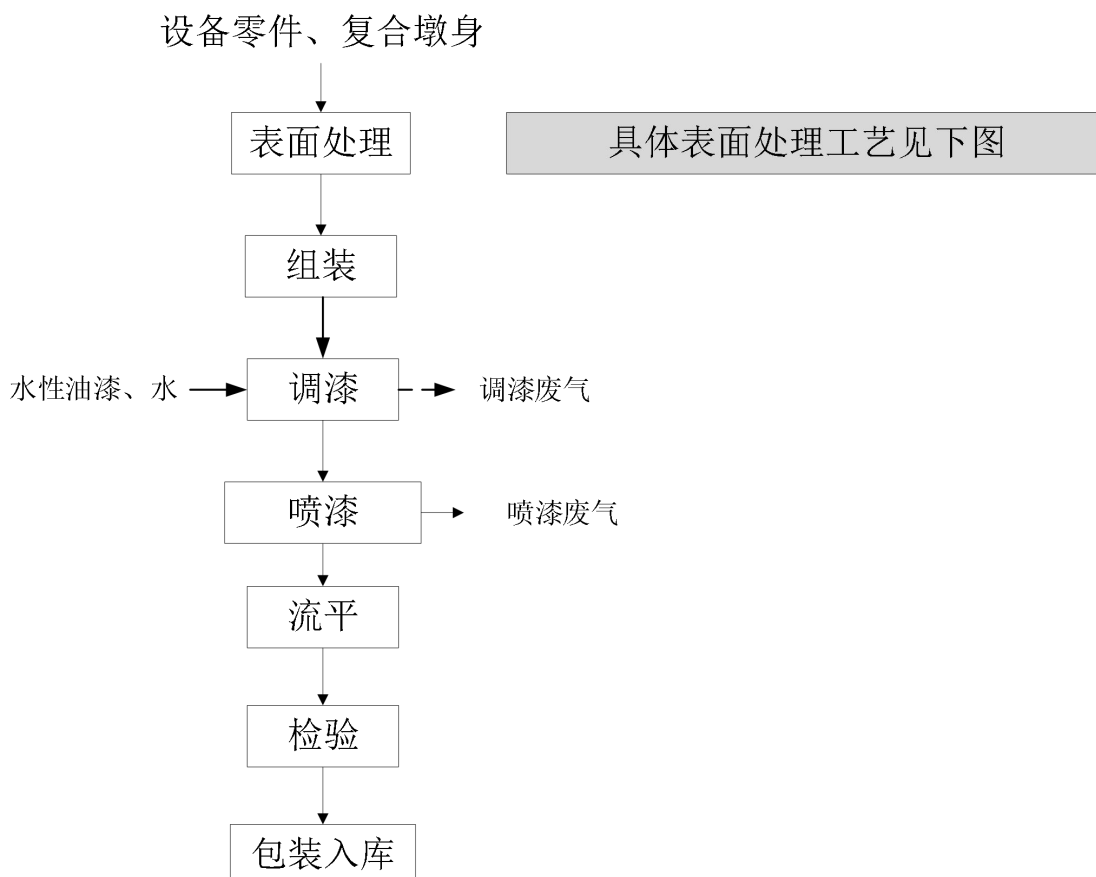 设备零件、复合墩身
表面处理
具体表面处理工艺见下图
组装
水性油漆、水
调漆
调漆废气
喷漆
喷漆废气
流平
检验
包装入库